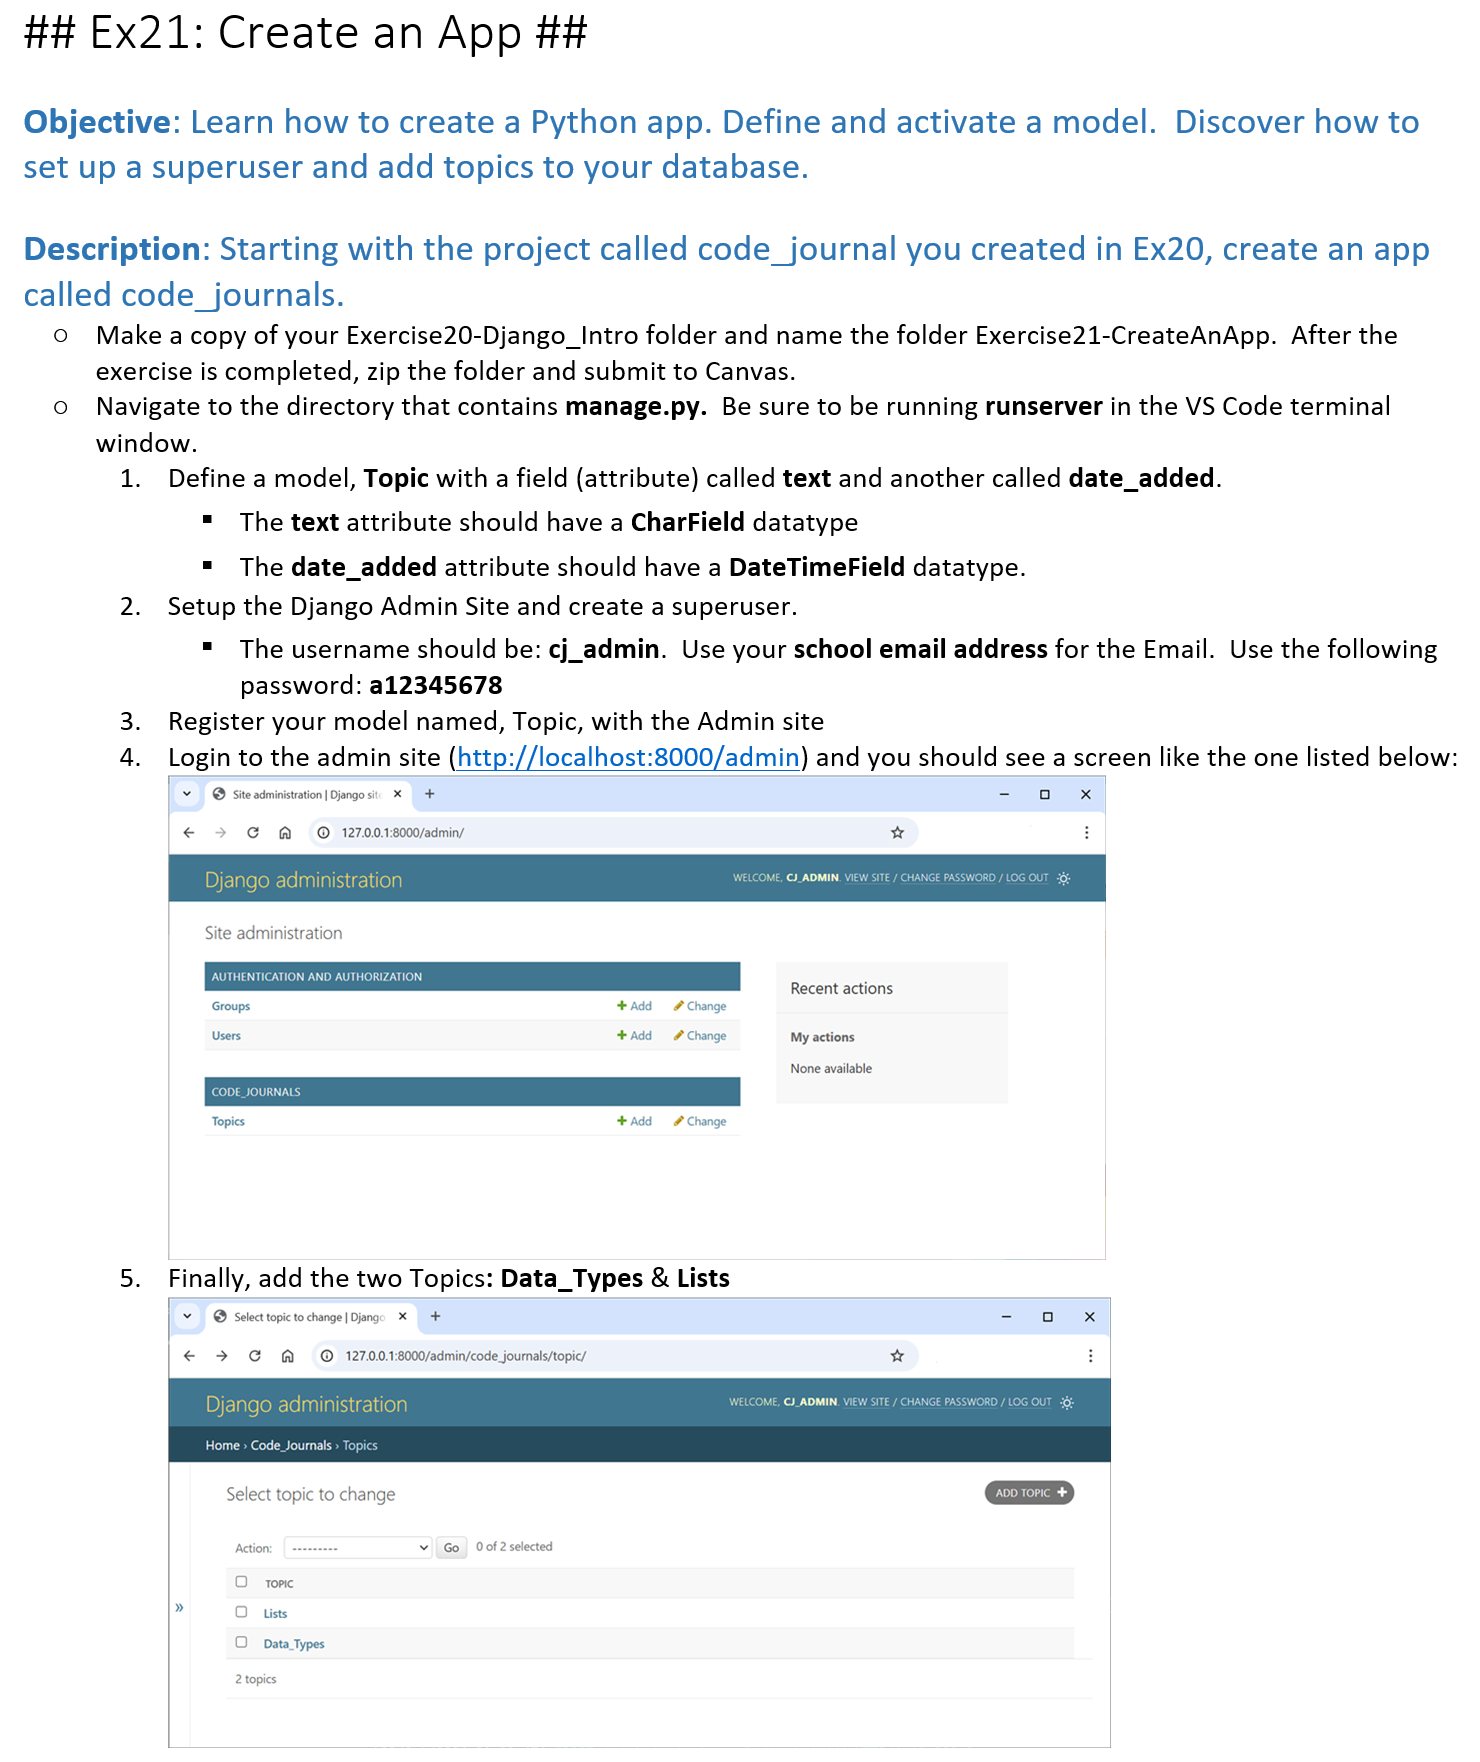 ## Ex21: Create an App ##
Objective: Learn how to create a Python app. Define and activate a model.  Discover how to
set up a superuser and add topics to your database.
Description: Starting with the project called code_journal you created in Ex20, create an app
called code_journals.
o Make a copy of your Exercise20-Django_Intro folder and name the folder Exercise21-CreateAnApp.  After the
exercise is completed, zip the folder and submit to Canvas.
o Navigate to the directory that contains manage.py.  Be sure to be running runserver in the VS Code terminal
window.
1. Define a model, Topic with a field (attribute) called text and another called date_added.
▪ The text attribute should have a CharField datatype
▪ The date_added attribute should have a DateTimeField datatype.
2. Setup the Django Admin Site and create a superuser.
▪ The username should be: cj_admin.  Use your school email address for the Email.  Use the following
password: a12345678
3. Register your model named, Topic, with the Admin site
4. Login to the admin site (http://localhost:8000/admin) and you should see a screen like the one listed below:
Site administration | Django site
127.0.0.1:8000/admin/
Django administration
WELCOME, CJ_ADMIN. VIEW SITE / CHANGE PASSWORD / LOG OUT
Site administration
AUTHENTICATION AND AUTHORIZATION
Groups + Add Change
Users + Add Change
CODE_JOURNALS
Topics + Add Change
Recent actions
My actions
None available
5. Finally, add the two Topics: Data_Types & Lists
Select topic to change | Django
127.0.0.1:8000/admin/code_journals/topic/
Django administration
WELCOME, CJ_ADMIN. VIEW SITE / CHANGE PASSWORD / LOG OUT
Home › Code_Journals › Topics
Select topic to change
ADD TOPIC +
Action: --------- Go 0 of 2 selected
TOPIC
»
Lists
Data_Types
2 topics